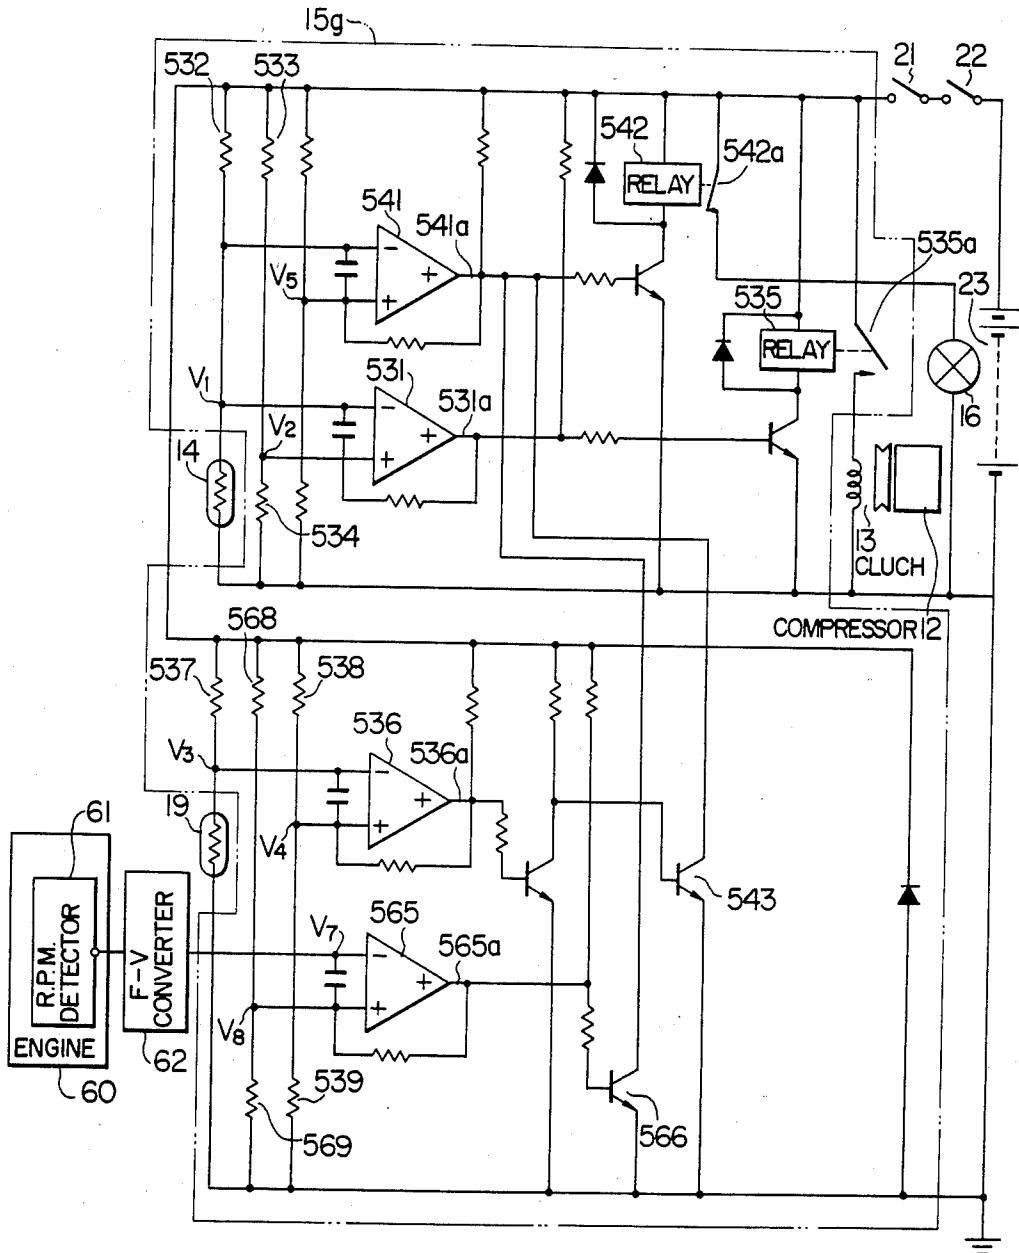 15g
532
533
21
22
542
542a
RELAY
541
541a
V5
535a
23
535
RELAY
V1
531
531a
V2
16
14
534
13
CLUCH
COMPRESSOR 12
568
537
538
536
536a
V3
19
V4
61
543
R.P.M. DETECTOR
F-V CONVERTER
V7
565
565a
V8
ENGINE
62
60
539
569
566